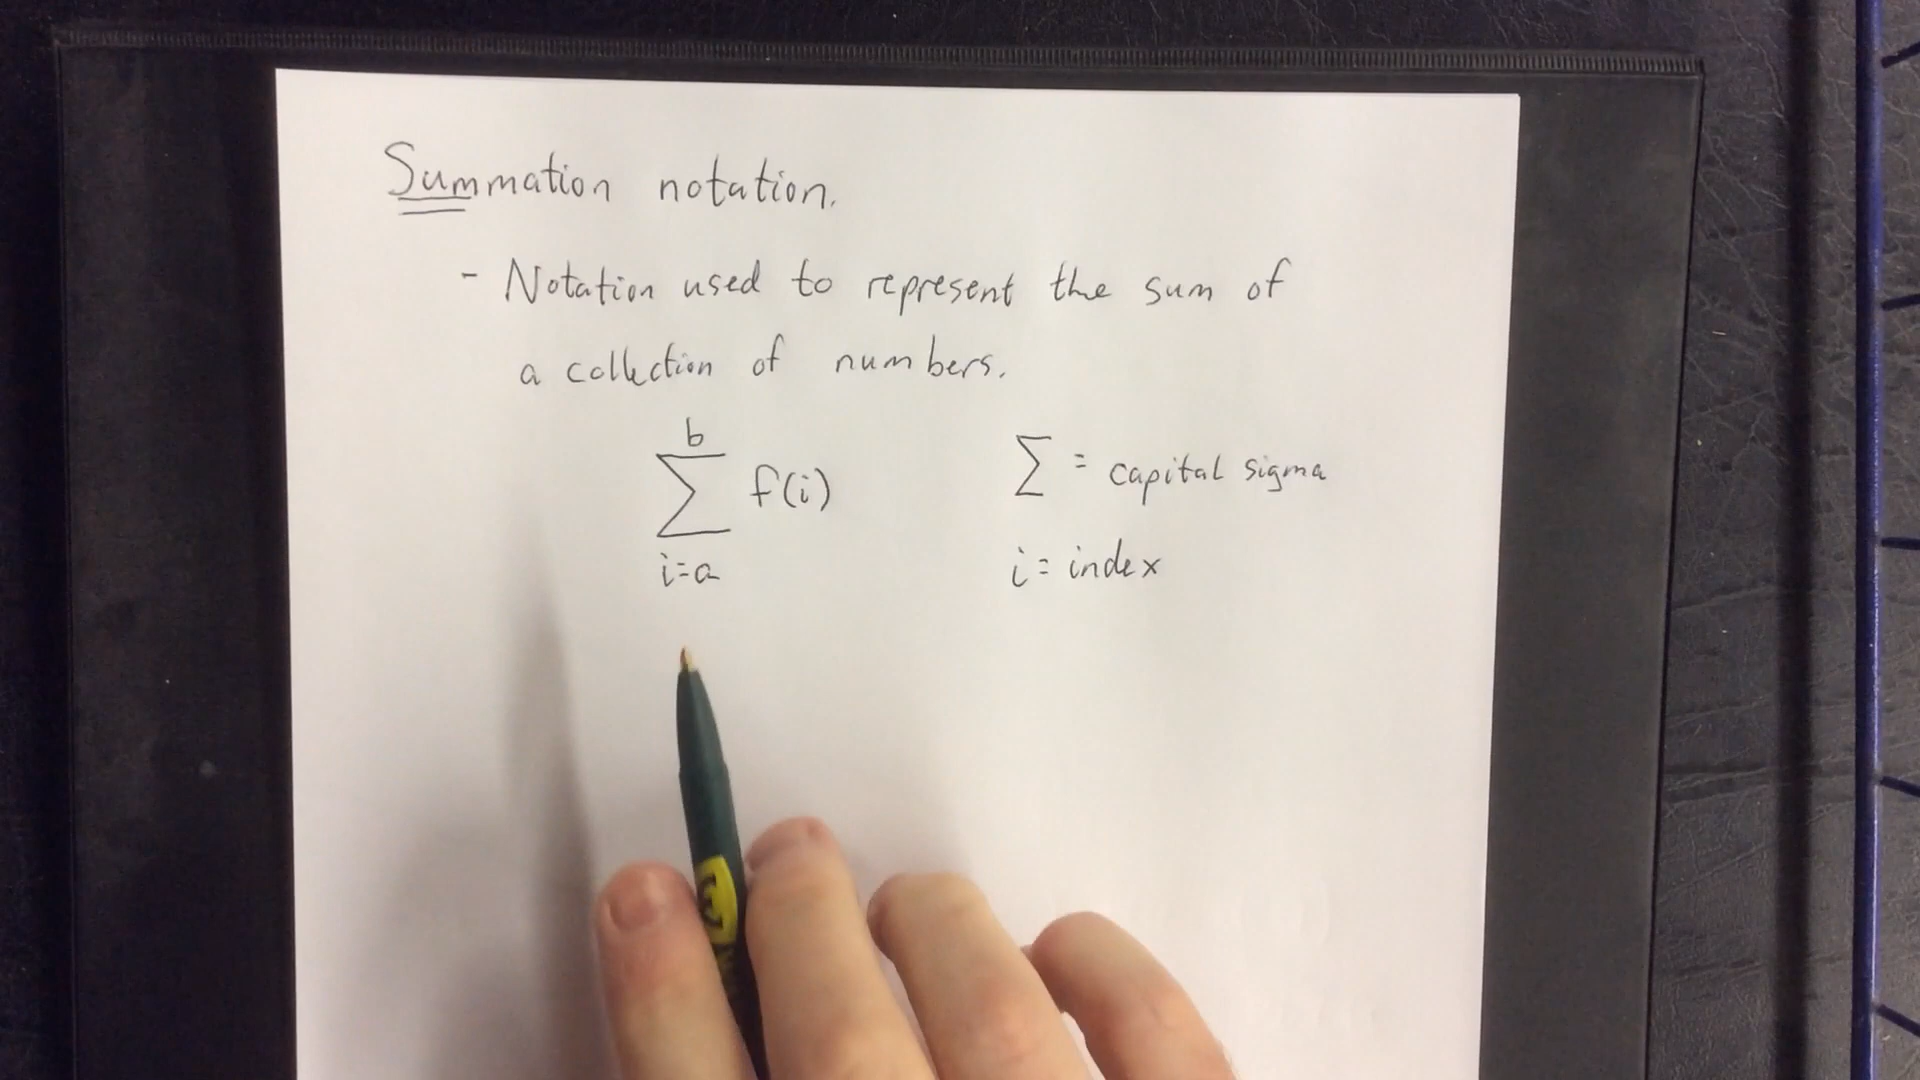 Summation notation.
- Notation used to represent the sum of
a collection of numbers.
b
∑ f(i)
i=a
∑ = capital sigma
i = index